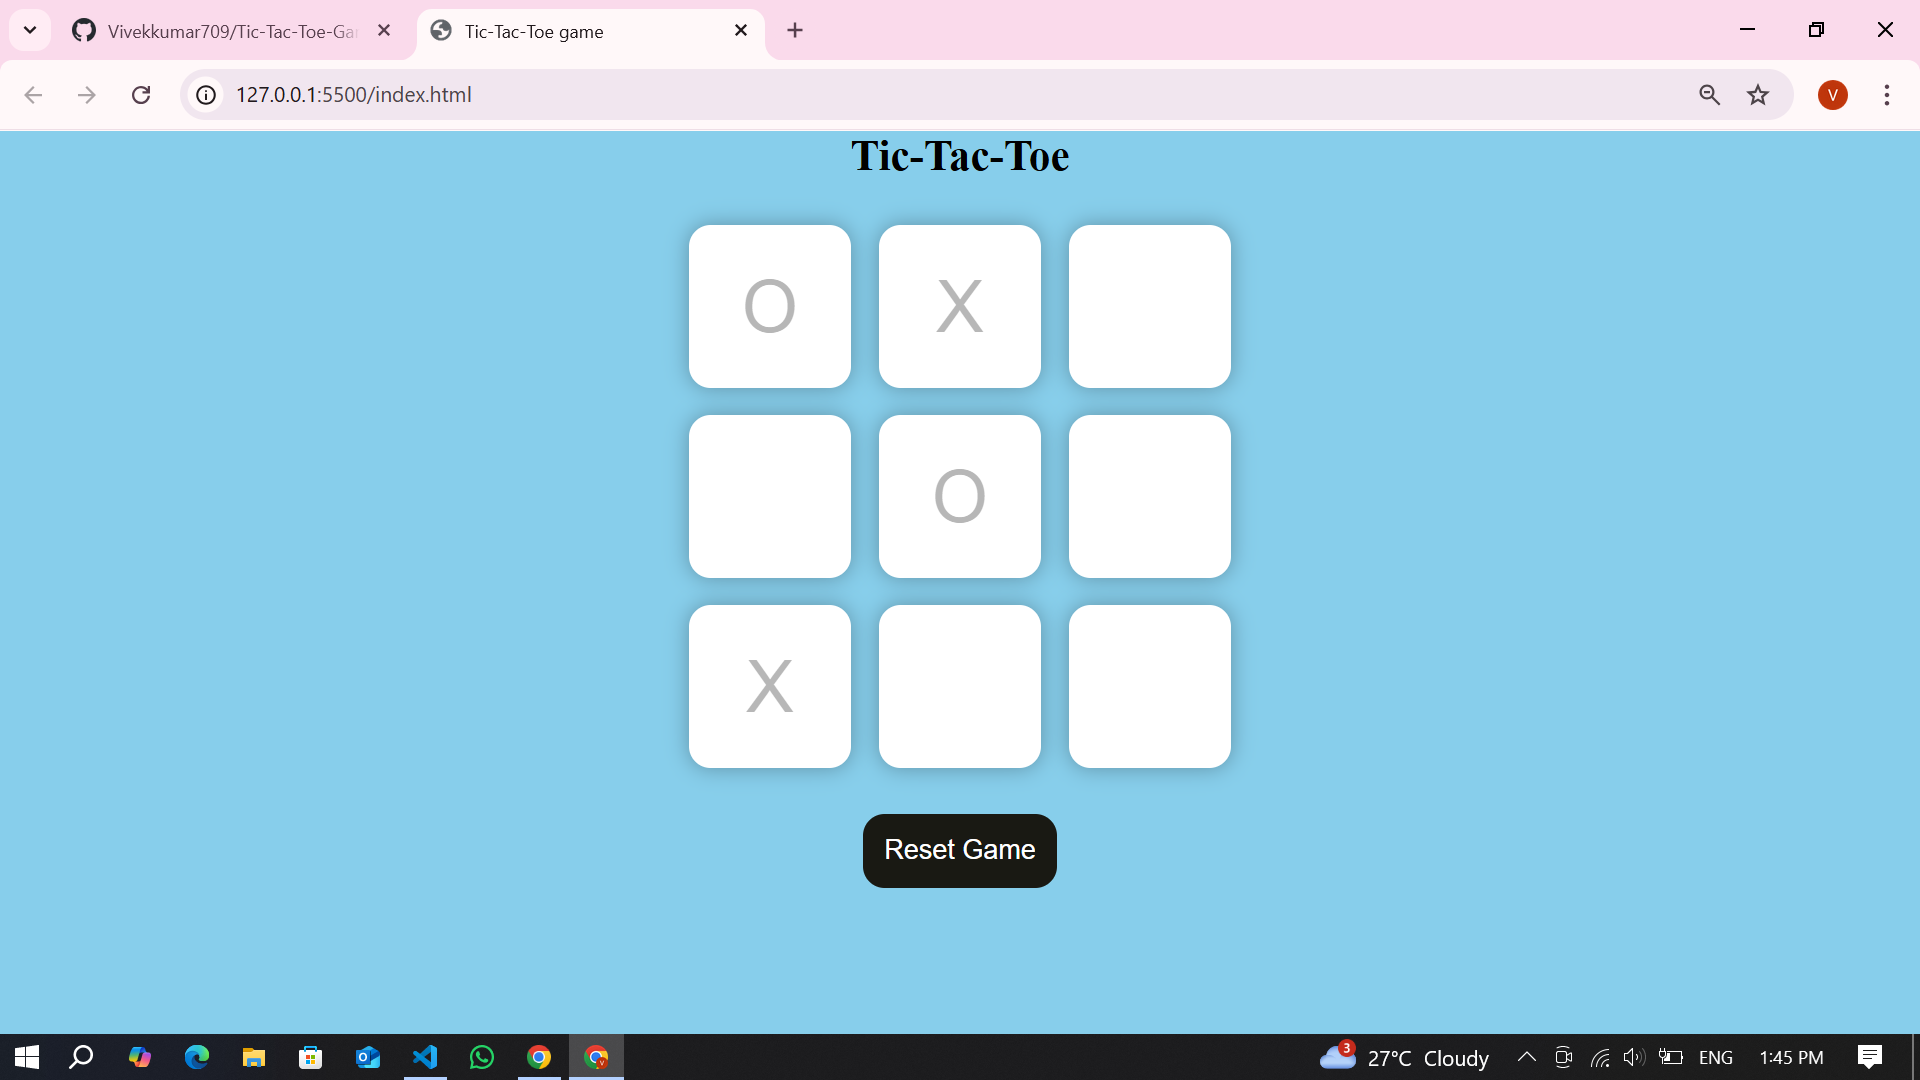 Vivekkumar709/Tic-Tac-Toe-Ga
Tic-Tac-Toe game
127.0.0.1:5500/index.html
V
Tic-Tac-Toe
O X
O
X
Reset Game
3
27°C Cloudy
ENG
1:45 PM